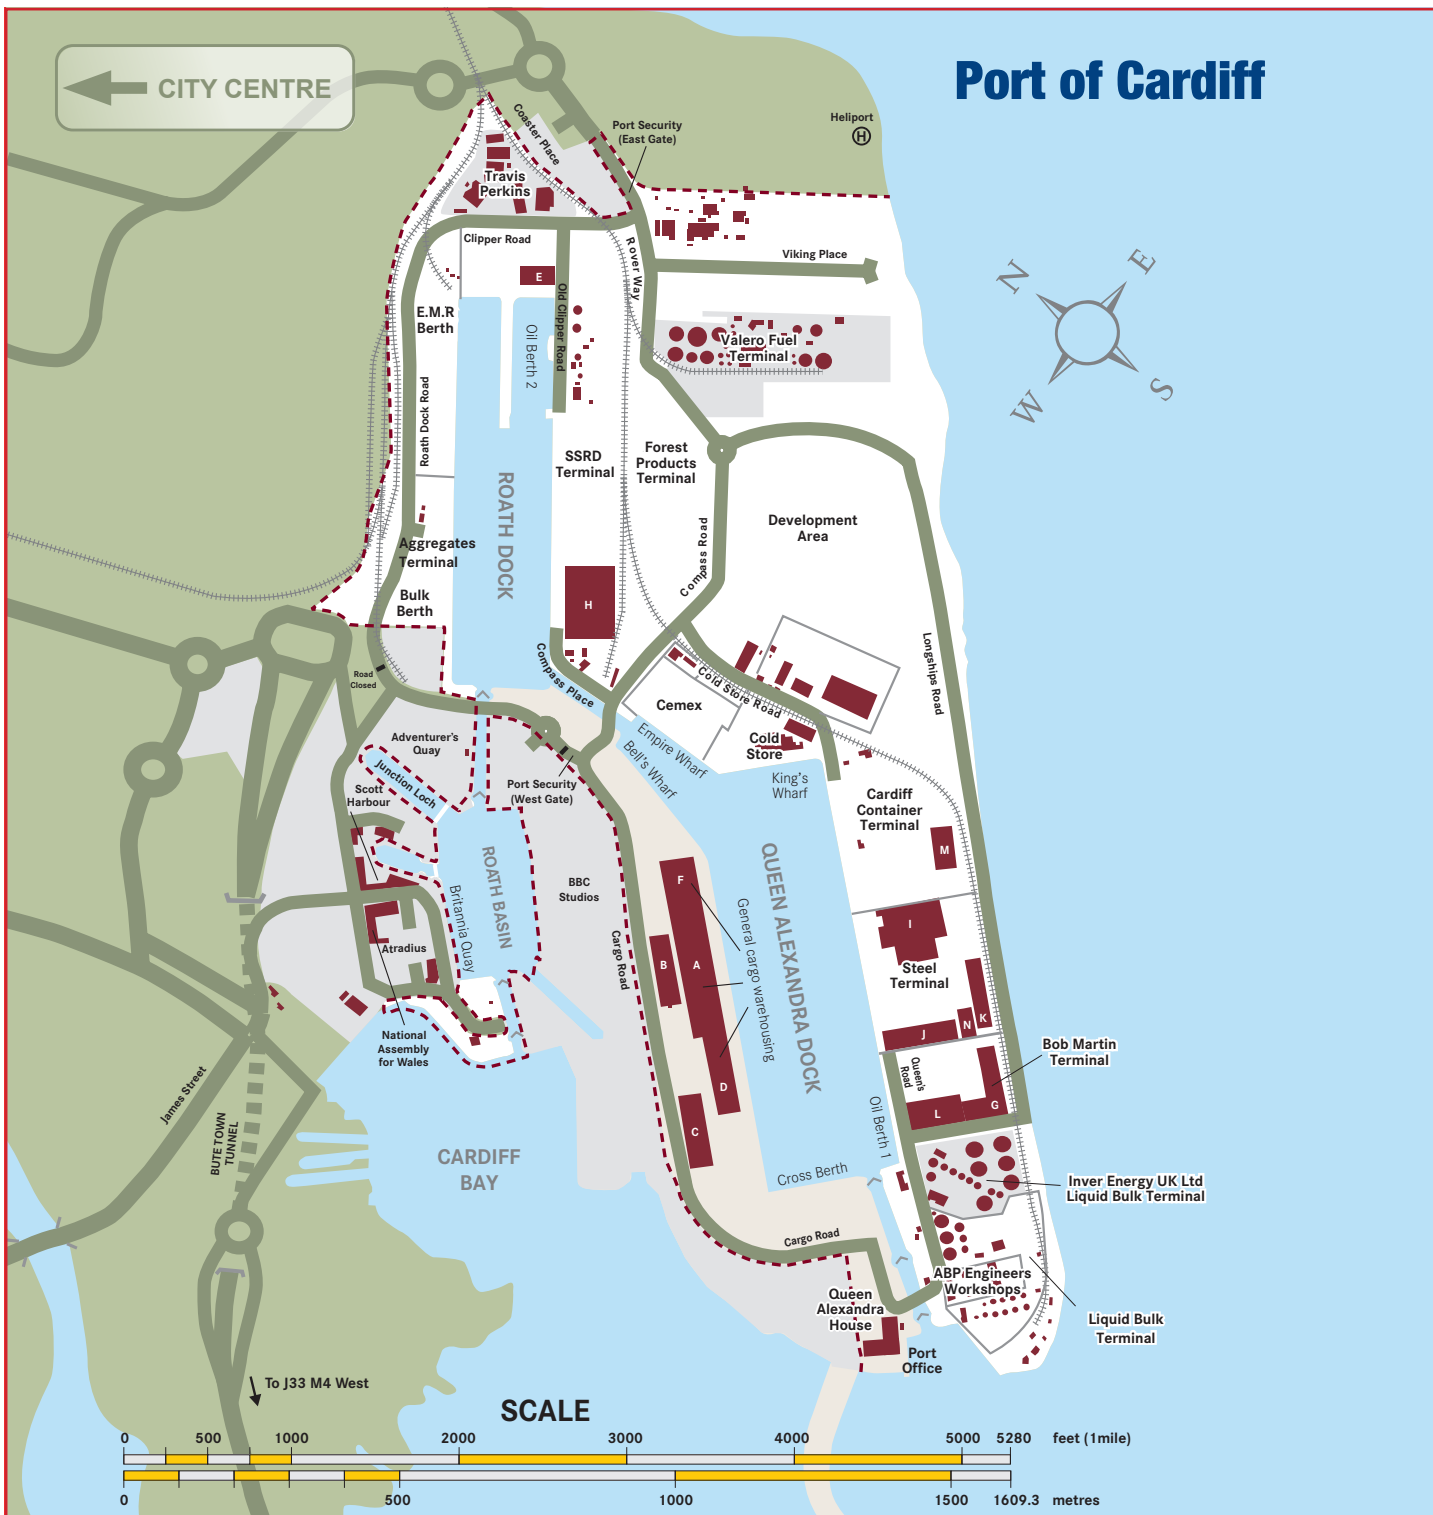 Port of Cardiff
CITY CENTRE
Heliport
H
Coaster Place
Port Security
(East Gate)
Travis
Perkins
Clipper Road
Rover Way
Viking Place
N
E
S
W
E
E.M.R
Berth
Oil Berth 2
Old Clipper Road
Valero Fuel
Terminal
Roath Dock Road
ROATH DOCK
SSRD
Terminal
Forest
Products
Terminal
Compass Road
Development
Area
Aggregates
Terminal
Bulk
Berth
H
Compass Place
Longships Road
Road
Closed
Cold Store Road
Cemex
Empire Wharf
Bell's Wharf
Cold
Store
King's
Wharf
Adventurer's
Quay
Junction Loch
Scott
Harbour
Port Security
(West Gate)
Cardiff
Container
Terminal
M
ROATH BASIN
Britannia Quay
BBC
Studios
F
QUEEN ALEXANDRA DOCK
General cargo warehousing
Atradius
Cargo Road
B
A
I
Steel
Terminal
J
N
K
National
Assembly
for Wales
Bob Martin
Terminal
Queen's
Road
D
L
G
C
Oil Berth 1
James Street
BUTE TOWN
TUNNEL
CARDIFF
BAY
Cross Berth
Inver Energy UK Ltd
Liquid Bulk Terminal
Cargo Road
ABP Engineers
Workshops
Queen
Alexandra
House
Liquid Bulk
Terminal
Port
Office
To J33 M4 West
SCALE
0 500 1000 2000 3000 4000 5000 5280 feet (1mile)
0 500 1000 1500 1609.3 metres